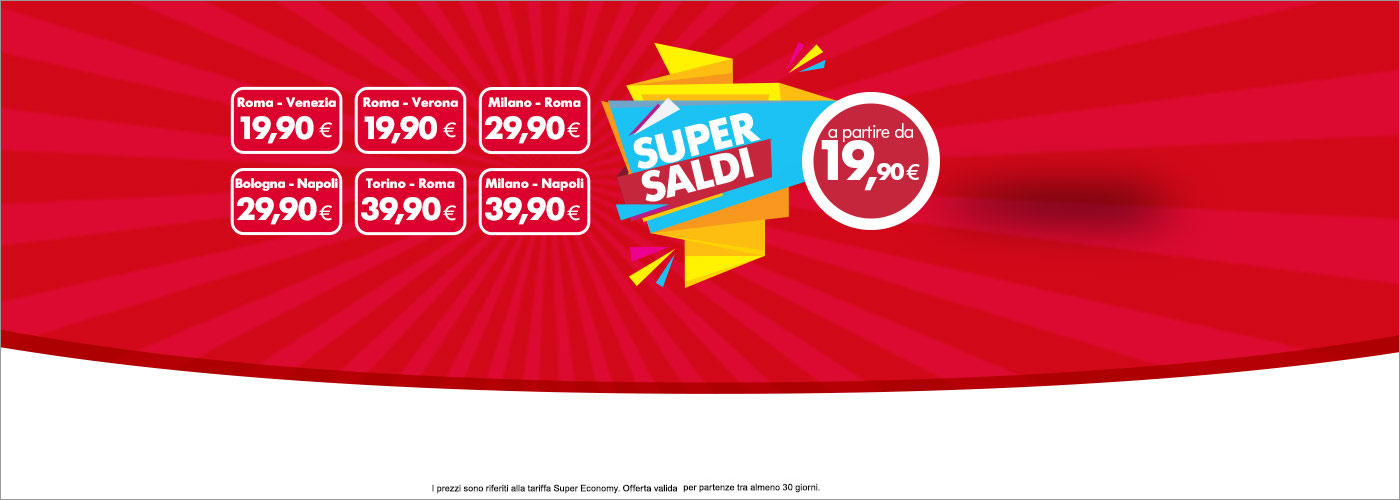 Roma - Venezia
19,90 €
Roma - Verona
19,90 €
Milano - Roma
29,90 €
Bologna - Napoli
29,90 €
Torino - Roma
39,90 €
Milano - Napoli
39,90 €
SUPER
SALDI
a partire da
19,90 €
I prezzi sono riferiti alla tariffa Super Economy. Offerta valida per partenze tra almeno 30 giorni.